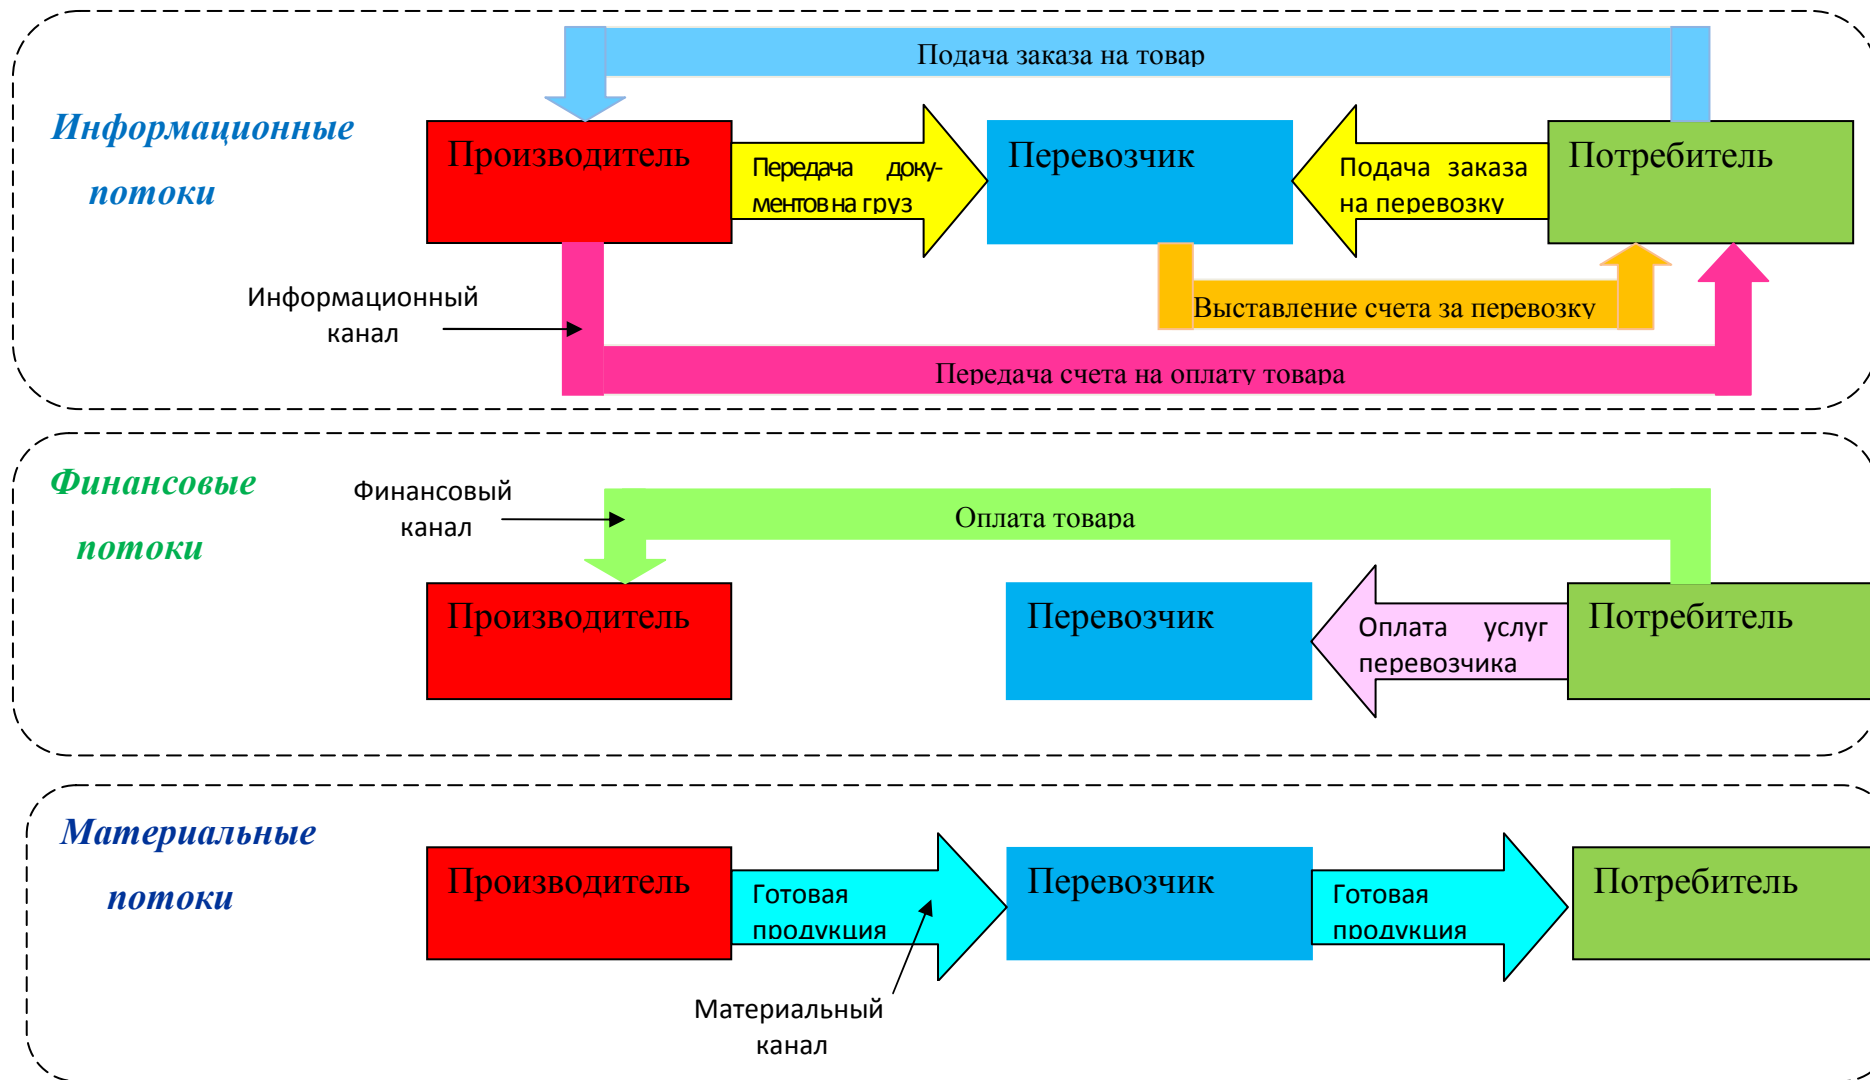 Подача заказа на товар
Информационные
потоки
Производитель
Передача доку-
ментов на груз
Перевозчик
Подача заказа
на перевозку
Потребитель
Информационный
канал
Выставление счета за перевозку
Передача счета на оплату товара
Финансовые
потоки
Финансовый
канал
Оплата товара
Производитель
Перевозчик
Оплата услуг
перевозчика
Потребитель
Материальные
потоки
Производитель
Готовая
продукция
Перевозчик
Готовая
продукция
Потребитель
Материальный
канал